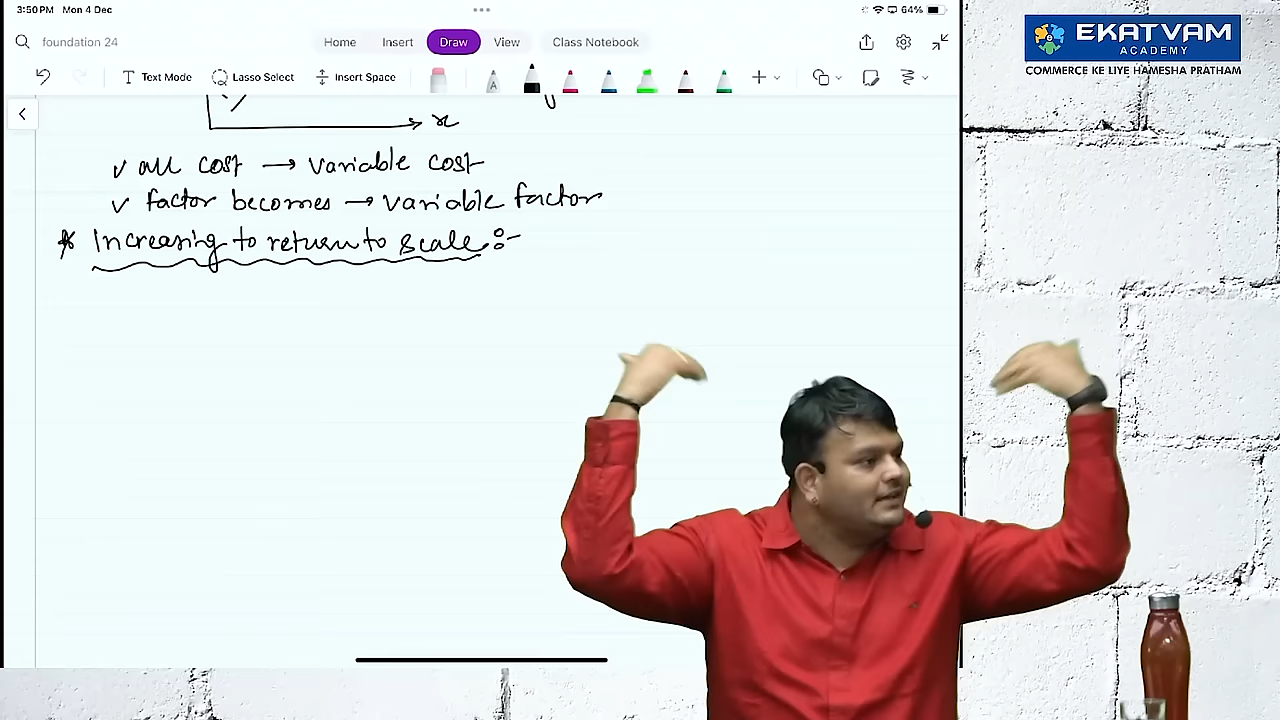 3:50 PM Mon 4 Dec
64%
EKATVAM
ACADEMY
COMMERCE KE LIYE HAMESHA PRATHAM
foundation 24
Home Insert Draw View Class Notebook
Text Mode Lasso Select Insert Space
x
✓ all cost → variable cost
✓ factor becomes → variable factor
* Increasing to return to scale :-